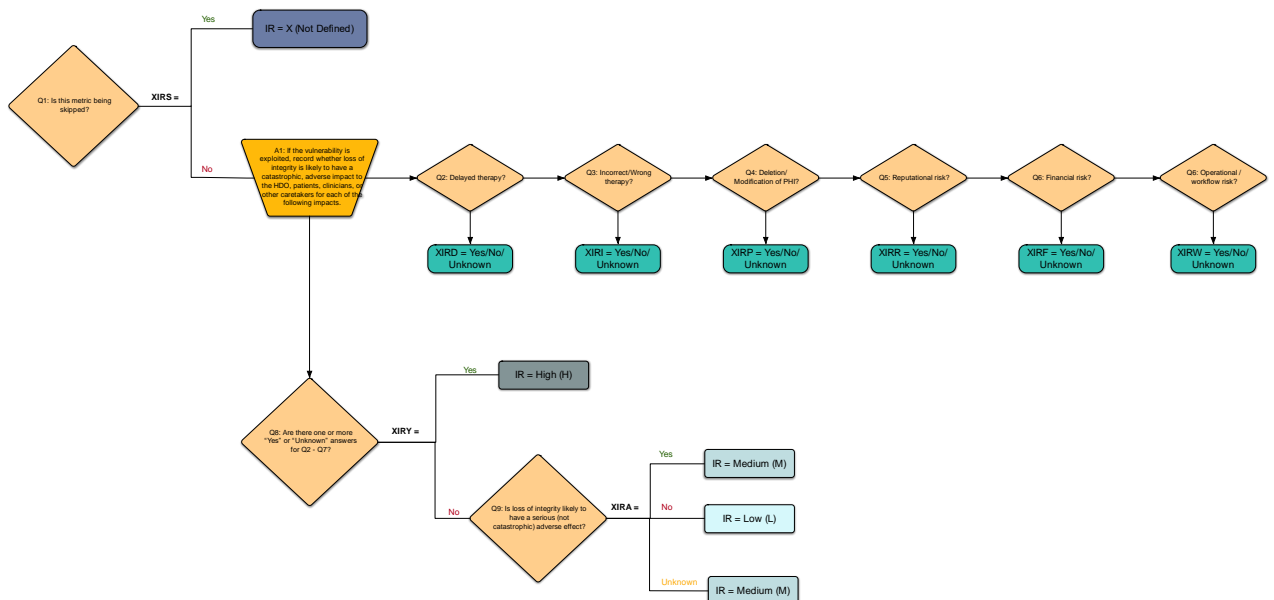 Yes
IR = X (Not Defined)
Q1: Is this metric being
skipped?
XIRS =
No
A1: If the vulnerability is
exploited, record whether loss of
integrity is likely to have a
catastrophic, adverse impact to
the HDO, patients, clinicians, or
other caretakers for each of the
following impacts.
Q2: Delayed therapy?
Q3: Incorrect/Wrong
therapy?
Q4: Deletion/
Modification of PHI?
Q5: Reputational risk?
Q6: Financial risk?
Q6: Operational /
workflow risk?
XIRD = Yes/No/
Unknown
XIRI = Yes/No/
Unknown
XIRP = Yes/No/
Unknown
XIRR = Yes/No/
Unknown
XIRF = Yes/No/
Unknown
XIRW = Yes/No/
Unknown
Yes
IR = High (H)
Q8: Are there one or more
"Yes" or "Unknown" answers
for Q2 - Q7?
XIRY =
No
Q9: Is loss of integrity likely to
have a serious (not
catastrophic) adverse effect?
XIRA =
Yes
IR = Medium (M)
No
IR = Low (L)
Unknown
IR = Medium (M)